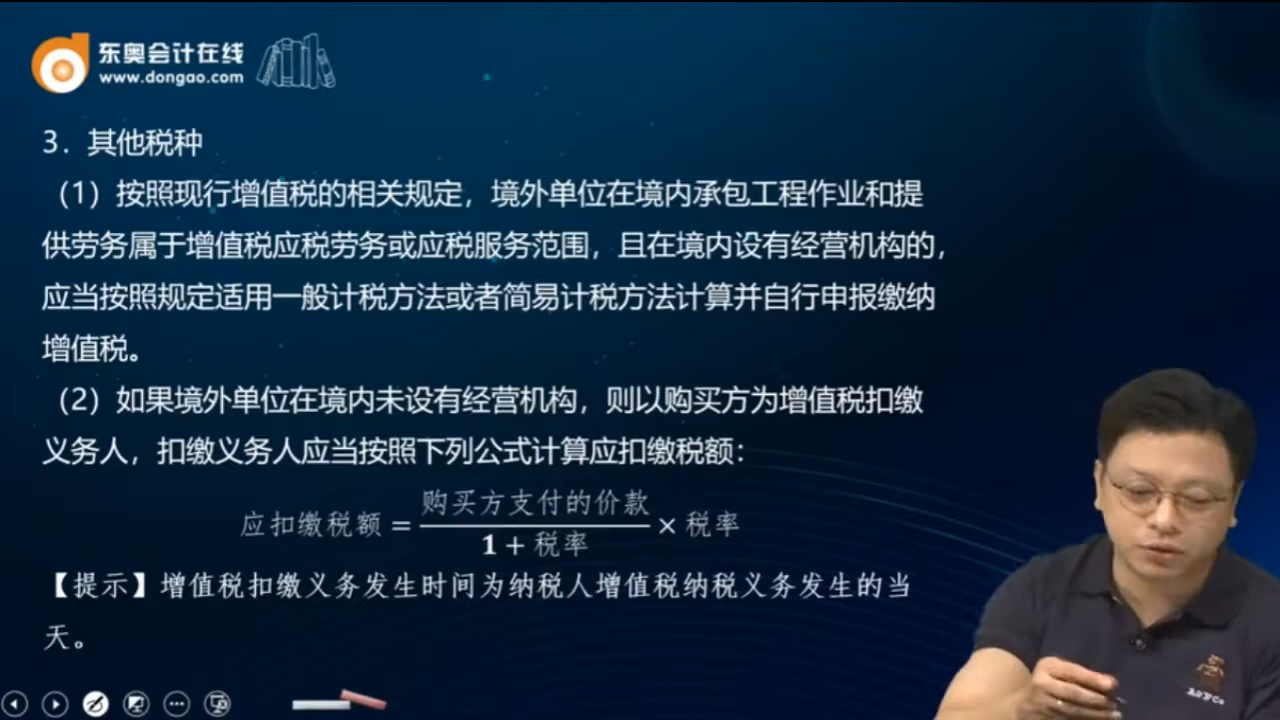 东奥会计在线
www.dongao.com
3. 其他税种
（1）按照现行增值税的相关规定，境外单位在境内承包工程作业和提
供劳务属于增值税应税劳务或应税服务范围，且在境内设有经营机构的，
应当按照规定适用一般计税方法或者简易计税方法计算并自行申报缴纳
增值税。
（2）如果境外单位在境内未设有经营机构，则以购买方为增值税扣缴
义务人，扣缴义务人应当按照下列公式计算应扣缴税额：
应扣缴税额 = 购买方支付的价款 / (1 + 税率) × 税率
【提示】增值税扣缴义务发生时间为纳税人增值税纳税义务发生的当
天。